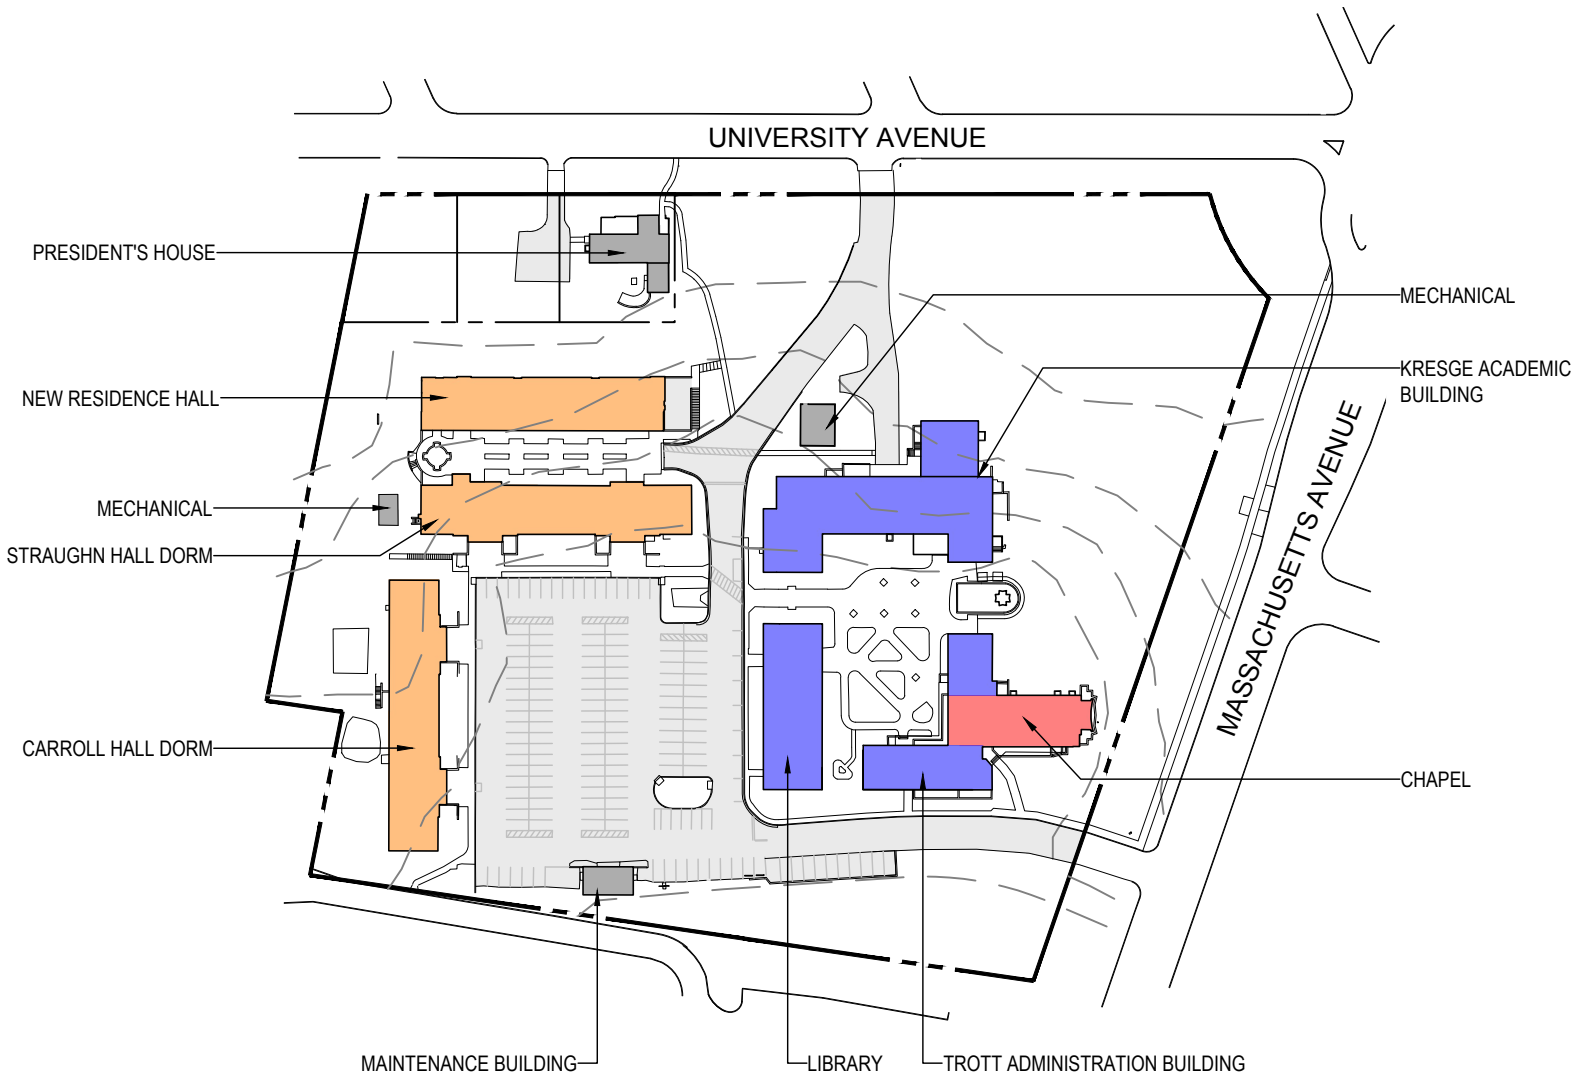 UNIVERSITY AVENUE
PRESIDENT'S HOUSE
MECHANICAL
KRESGE ACADEMIC
BUILDING
NEW RESIDENCE HALL
MASSACHUSETTS AVENUE
MECHANICAL
STRAUGHN HALL DORM
CARROLL HALL DORM
CHAPEL
MAINTENANCE BUILDING
LIBRARY
TROTT ADMINISTRATION BUILDING